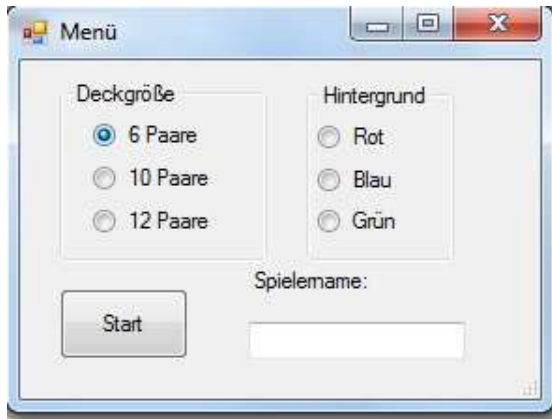 Menü
Deckgröße
6 Paare
10 Paare
12 Paare
Hintergrund
Rot
Blau
Grün
Start
Spielername: